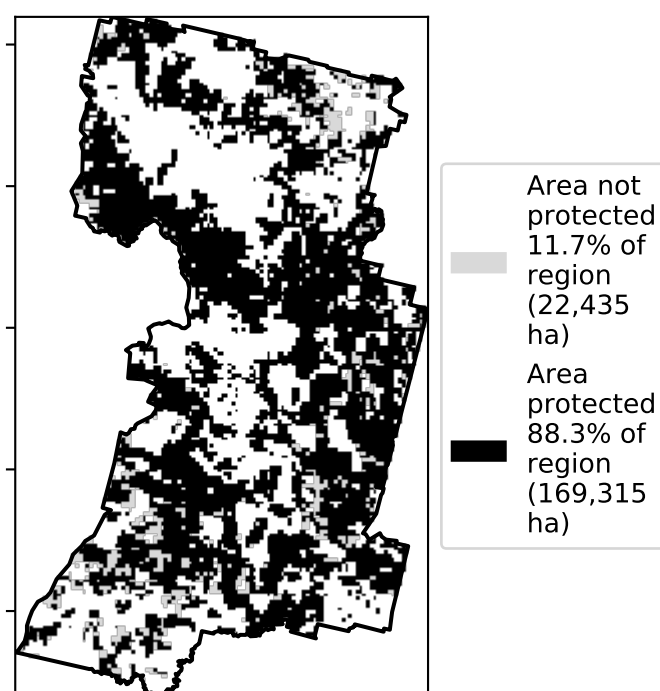 Area not
protected
11.7% of
region
(22,435
ha)
Area
protected
88.3% of
region
(169,315
ha)